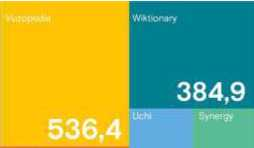 Vuzopedia
Wiktionary
384,9
536,4
Uchi
Synergy